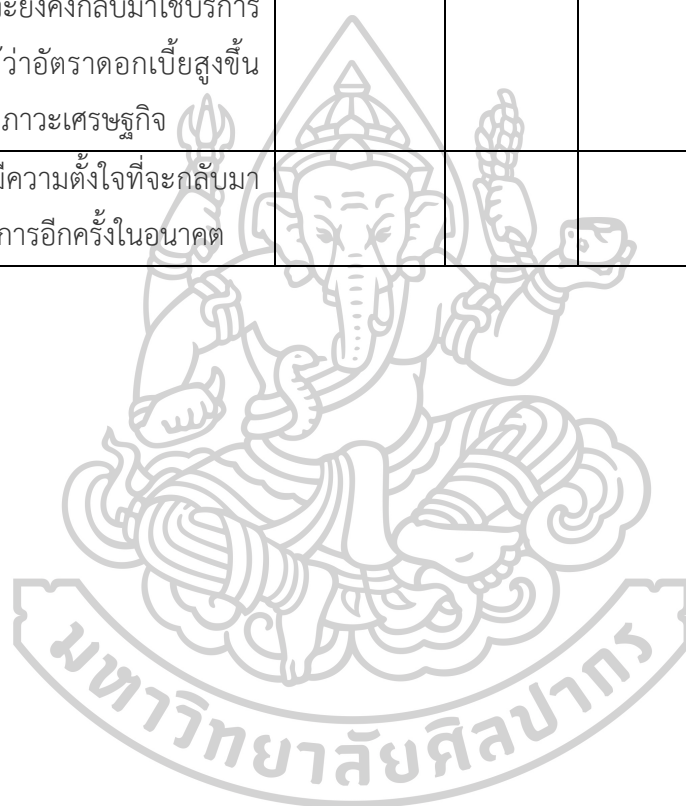 ะยังคงกลับมาใช้บริการ
ว่าอัตราดอกเบี้ยสูงขึ้น
ภาวะเศรษฐกิจ
มีความตั้งใจที่จะกลับมา
การอีกครั้งในอนาคต
มหาวิทยาลัยศิลปากร